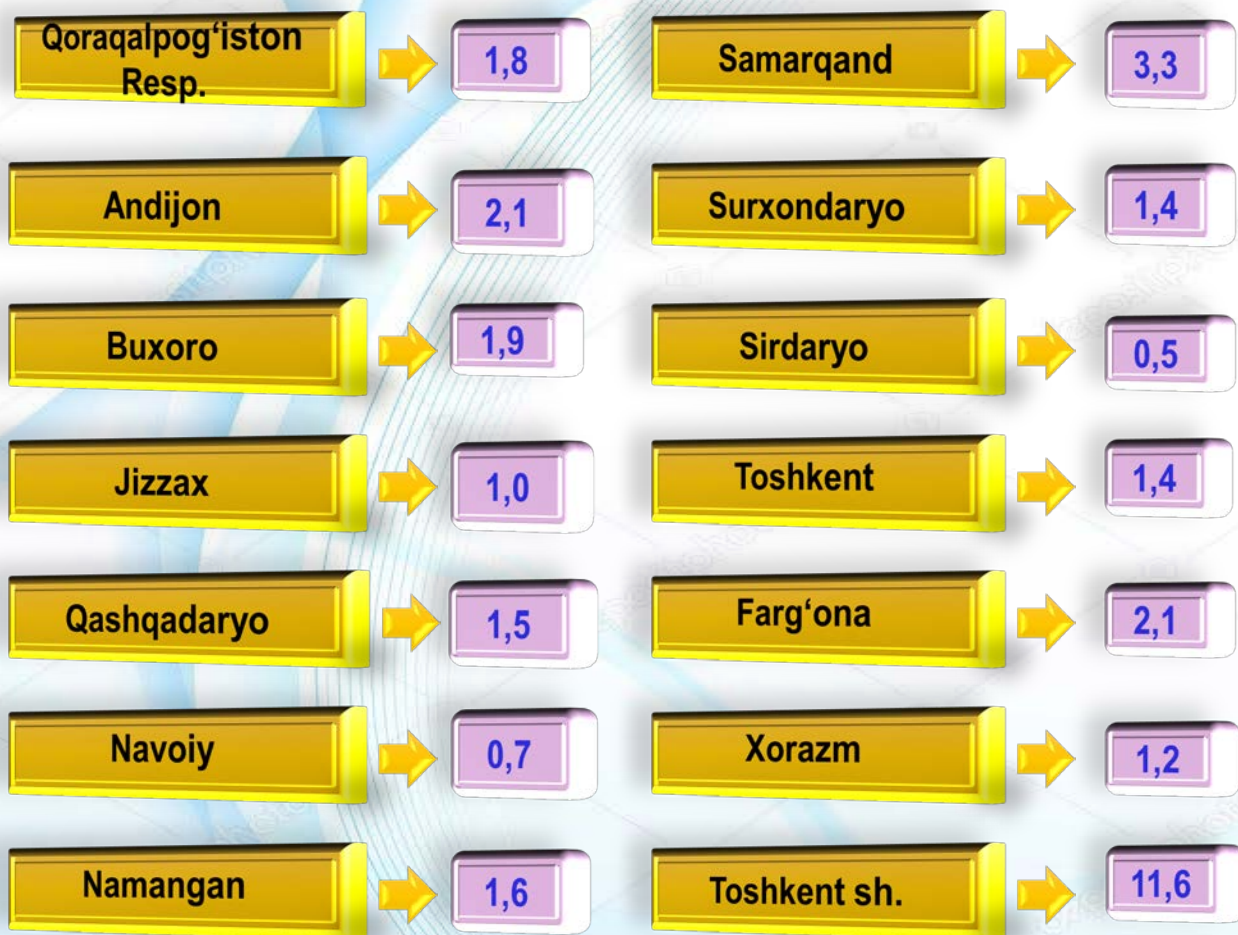 Qoraqalpog‘iston
Resp.
1,8
Samarqand
3,3
Andijon
2,1
Surxondaryo
1,4
Buxoro
1,9
Sirdaryo
0,5
Jizzax
1,0
Toshkent
1,4
Qashqadaryo
1,5
Farg‘ona
2,1
Navoiy
0,7
Xorazm
1,2
Namangan
1,6
Toshkent sh.
11,6